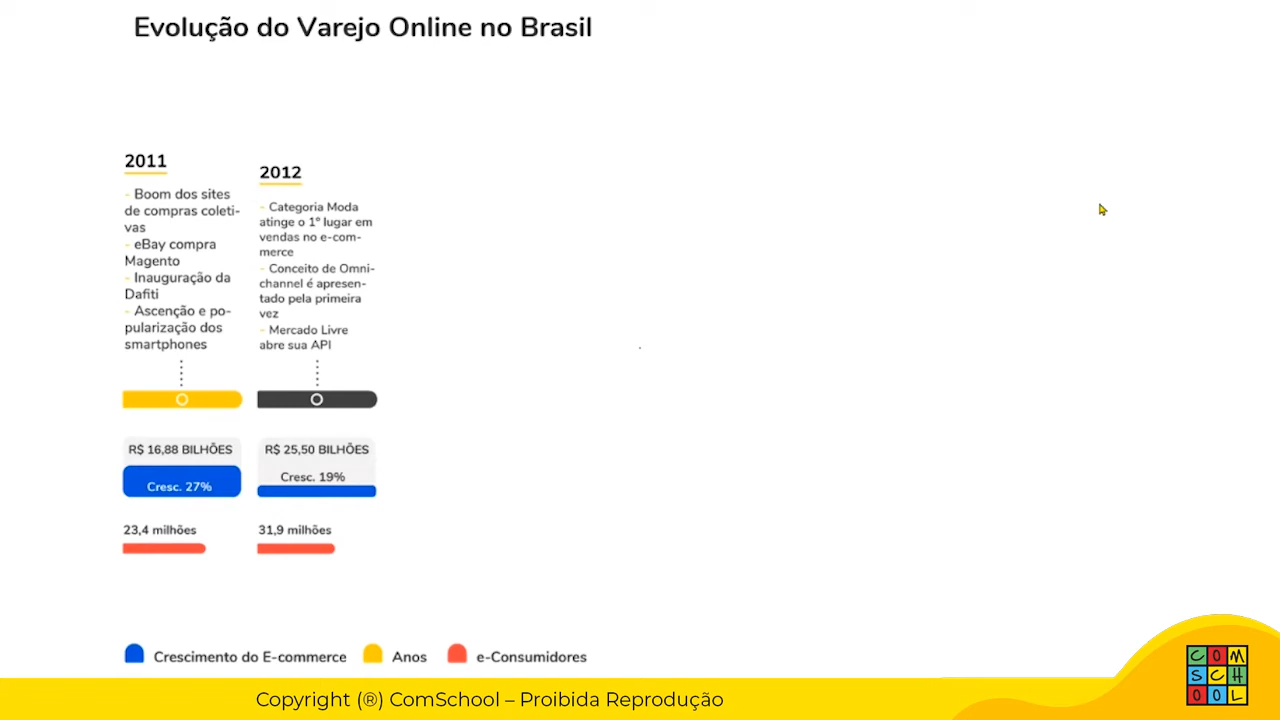 Evolução do Varejo Online no Brasil
2011
- Boom dos sites
de compras coleti-
vas
- eBay compra
Magento
- Inauguração da
Dafiti
- Ascenção e po-
pularização dos
smartphones
R$ 16,88 BILHÕES
Cresc. 27%
23,4 milhões
2012
- Categoria Moda
atinge o 1º lugar em
vendas no e-com-
merce
- Conceito de Omni-
channel é apresen-
tado pela primeira
vez
- Mercado Livre
abre sua API
R$ 25,50 BILHÕES
Cresc. 19%
31,9 milhões
Crescimento do E-commerce
Anos
e-Consumidores
Copyright (®) ComSchool – Proibida Reprodução
COM
SCH
OOL